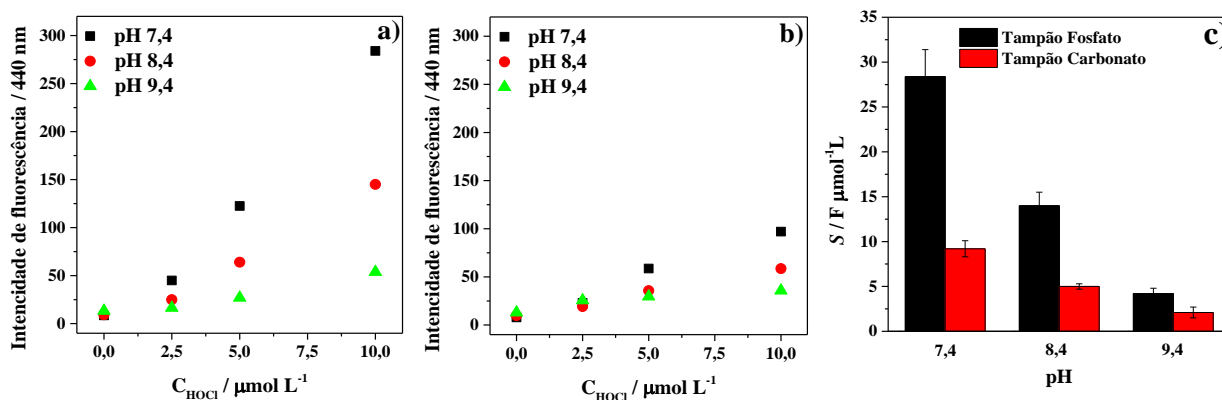 a)
pH 7,4
pH 8,4
pH 9,4
Intencidade de fluorescência / 440 nm
300
250
200
150
100
50
0
0,0 2,5 5,0 7,5 10,0
C_HOCl / µmol L⁻¹
b)
pH 7,4
pH 8,4
pH 9,4
Intencidade de fluorescência / 440 nm
300
250
200
150
100
50
0
0,0 2,5 5,0 7,5 10,0
C_HOCl / µmol L⁻¹
c)
Tampão Fosfato
Tampão Carbonato
S / F µmol⁻¹L
35
30
25
20
15
10
5
0
7,4 8,4 9,4
pH